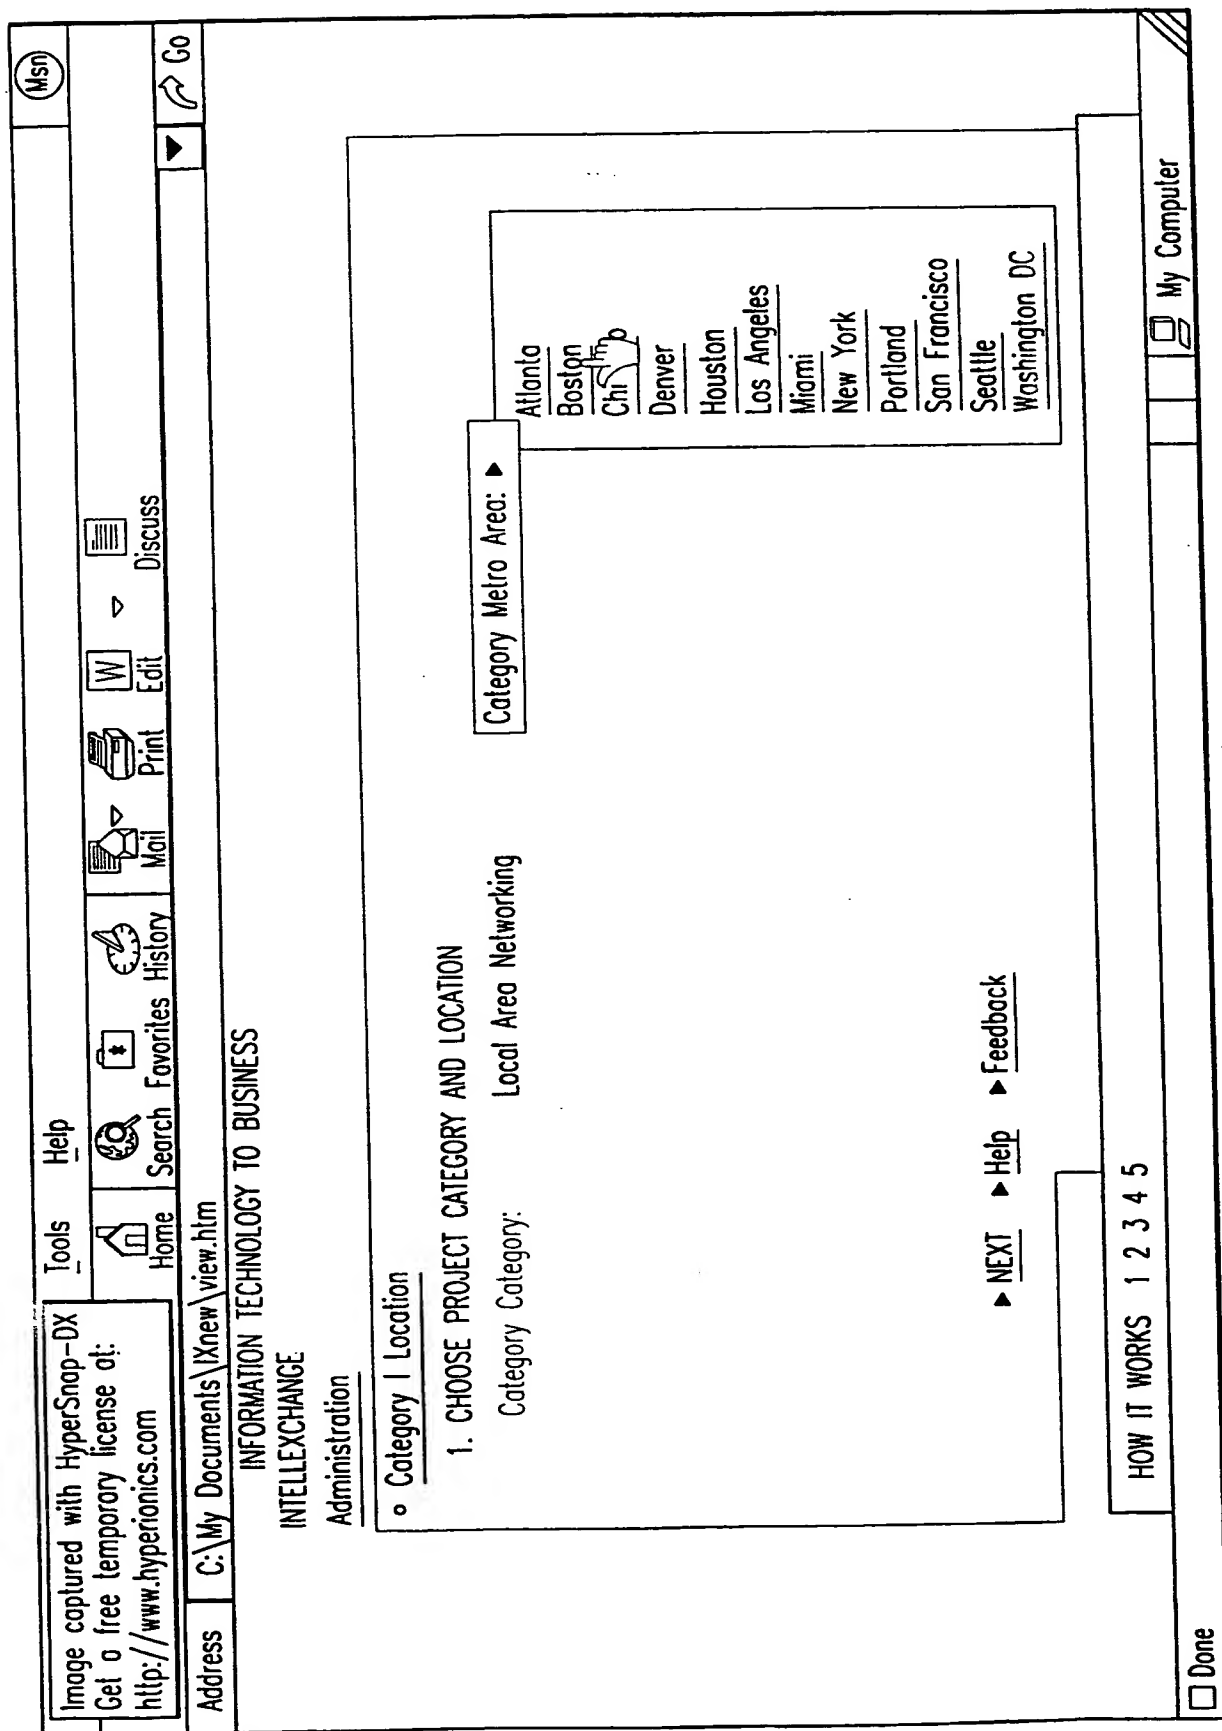 Image captured with HyperSnap-DX
Get a free temporary license at:
http://www.hyperionics.com
Tools Help
Msn
Home Search Favorites History Mail Print Edit Discuss
W
Address C:\My Documents\IXnew\view.htm Go
INFORMATION TECHNOLOGY TO BUSINESS
INTELLEXCHANGE
Administration
Category | Location
1. CHOOSE PROJECT CATEGORY AND LOCATION
Category Category: Local Area Networking Category Metro Area:
Atlanta
Boston
Chi o
Denver
Houston
Los Angeles
Miami
New York
Portland
San Francisco
Seattle
Washington DC
NEXT Help Feedback
HOW IT WORKS 1 2 3 4 5
Done My Computer